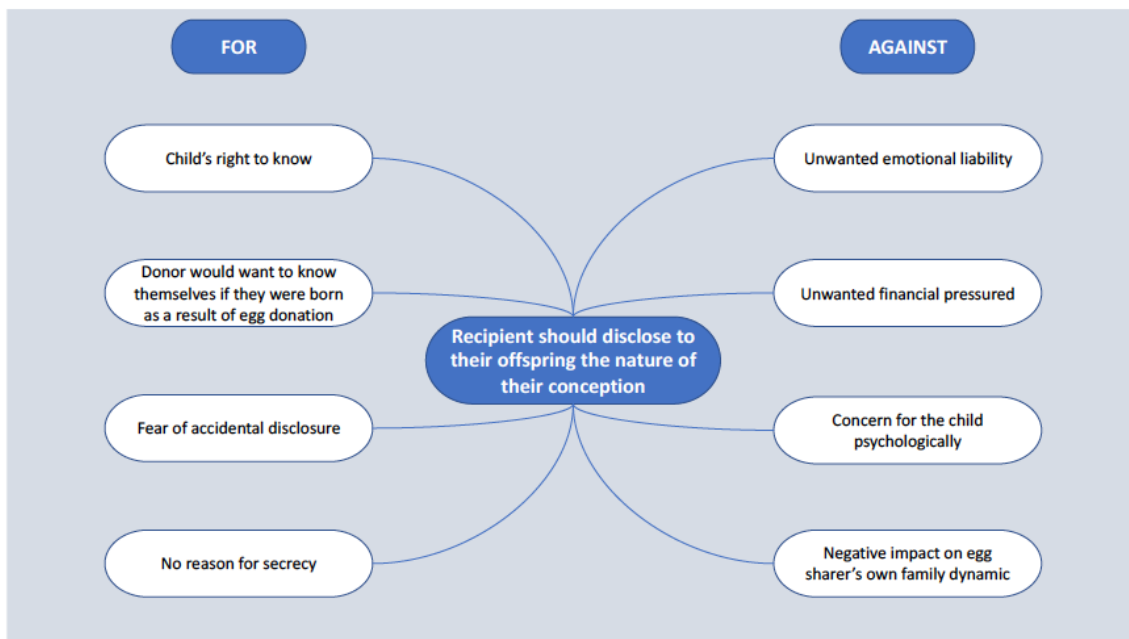 FOR
AGAINST
Child's right to know
Unwanted emotional liability
Donor would want to know
themselves if they were born
as a result of egg donation
Unwanted financial pressured
Recipient should disclose to
their offspring the nature of
their conception
Fear of accidental disclosure
Concern for the child
psychologically
No reason for secrecy
Negative impact on egg
sharer's own family dynamic